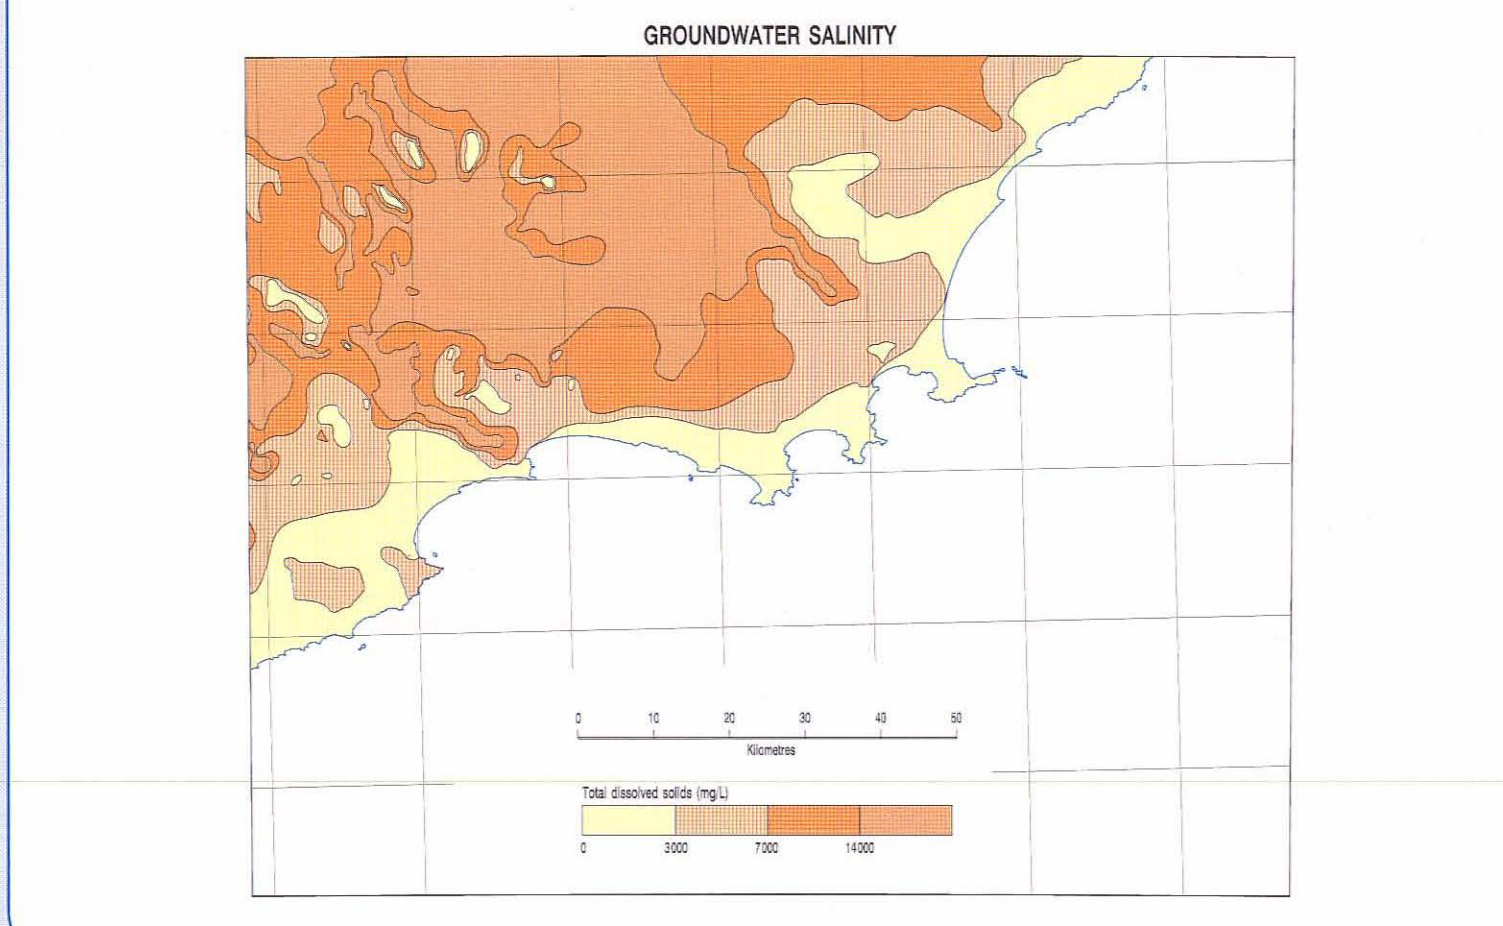 GROUNDWATER SALINITY
0 10 20 30 40 50
Kilometres
Total dissolved solids (mg/L)
0 3000 7000 14000